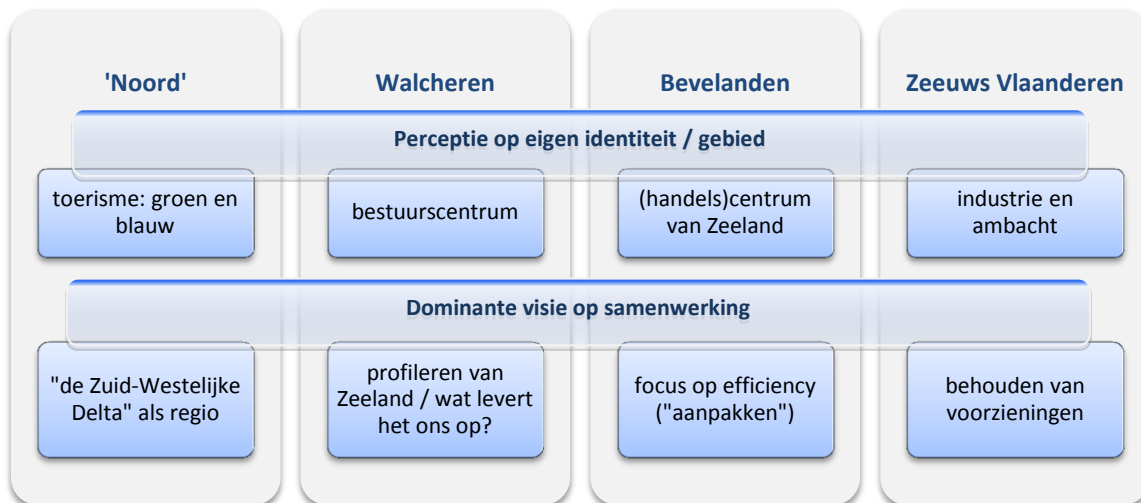 'Noord'
Walcheren
Bevelanden
Zeeuws Vlaanderen
Perceptie op eigen identiteit / gebied
toerisme: groen en
blauw
bestuurscentrum
(handels)centrum
van Zeeland
industrie en
ambacht
Dominante visie op samenwerking
"de Zuid-Westelijke
Delta" als regio
profileren van
Zeeland / wat levert
het ons op?
focus op efficiency
("aanpakken")
behouden van
voorzieningen